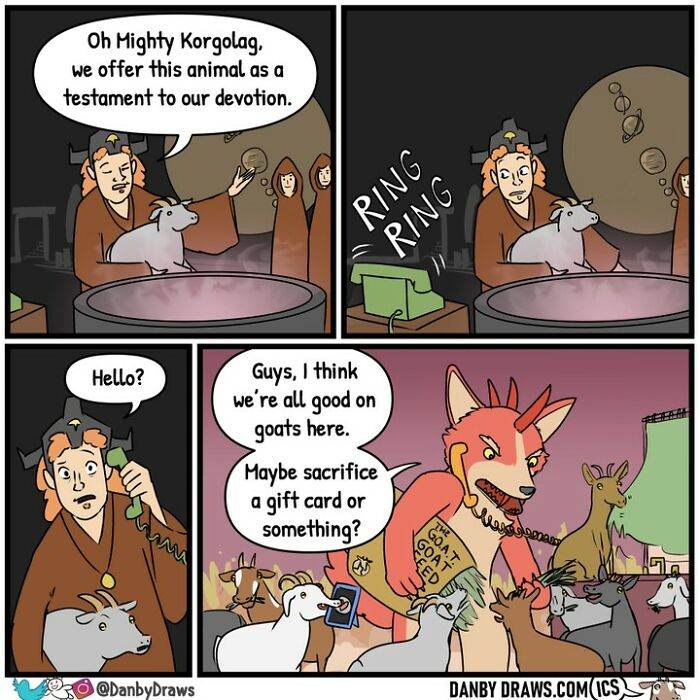 Oh Mighty Korgolag,
we offer this animal as a
testament to our devotion.
RING
RING
Hello?
Guys, I think
we're all good on
goats here.
Maybe sacrifice
a gift card or
something?
THE
G.O.A.T.
GOAT
FEED
@DanbyDraws
DANBY DRAWS.COM(ICS)